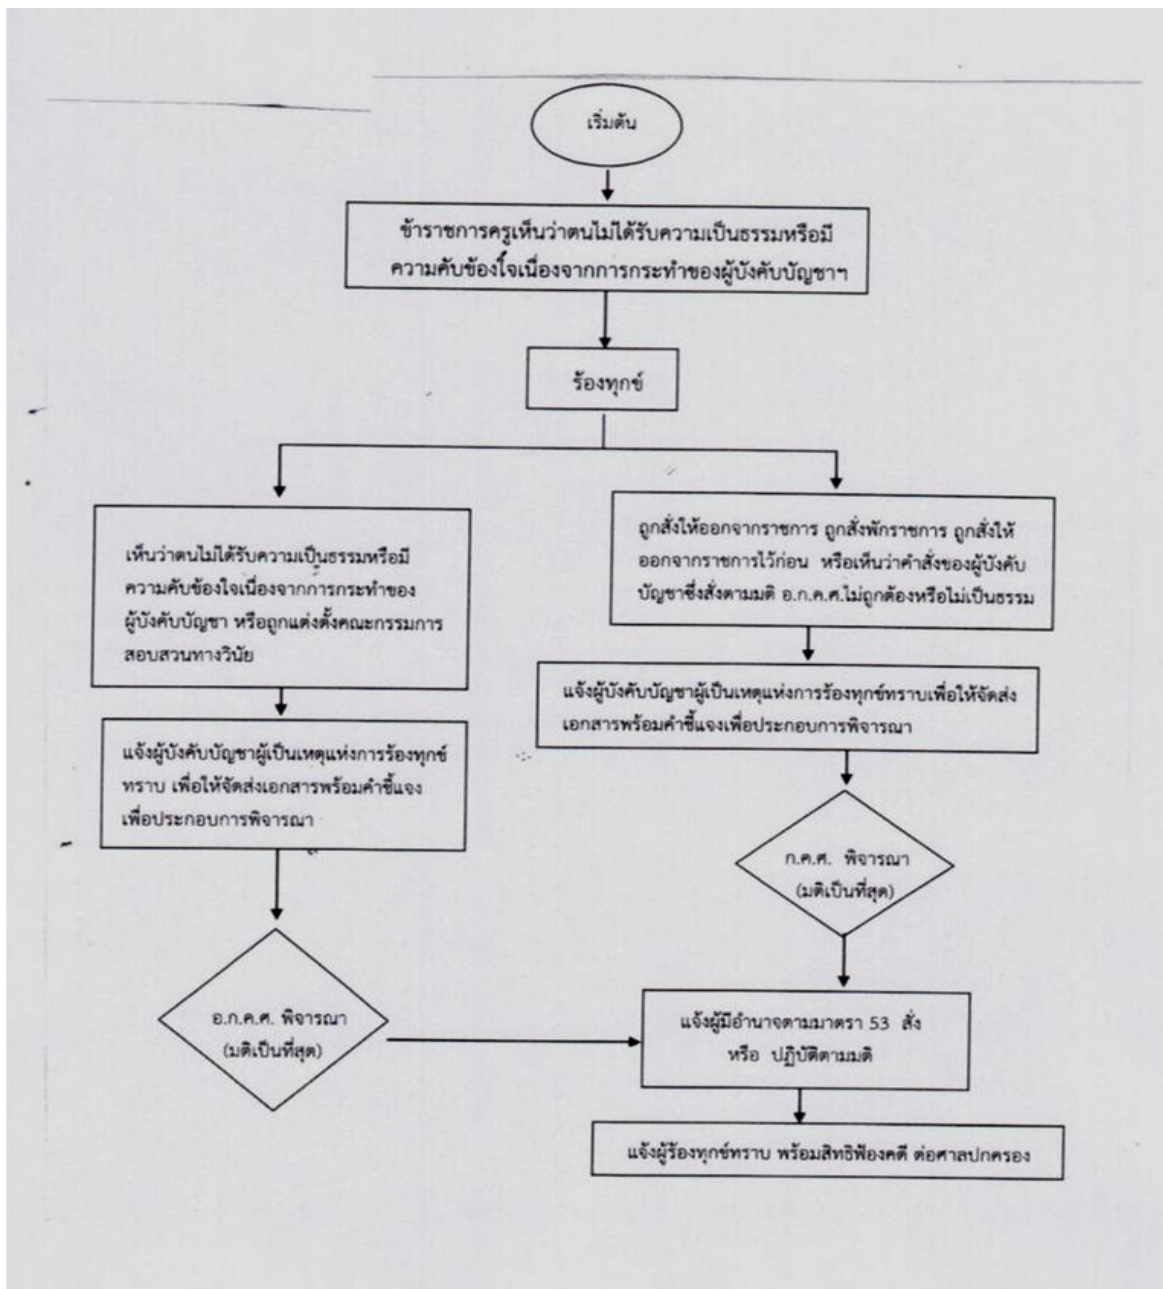 เริ่มต้น
ข้าราชการครูเห็นว่าตนไม่ได้รับความเป็นธรรมหรือมี
ความคับข้องใจเนื่องจากการกระทำของผู้บังคับบัญชาฯ
ร้องทุกข์
เห็นว่าตนไม่ได้รับความเป็นธรรมหรือมี
ความคับข้องใจเนื่องจากการกระทำของ
ผู้บังคับบัญชา หรือถูกแต่งตั้งคณะกรรมการ
สอบสวนทางวินัย
แจ้งผู้บังคับบัญชาผู้เป็นเหตุแห่งการร้องทุกข์
ทราบ เพื่อให้จัดส่งเอกสารพร้อมคำชี้แจง
เพื่อประกอบการพิจารณา
อ.ก.ค.ศ. พิจารณา
(มติเป็นที่สุด)
ถูกสั่งให้ออกจากราชการ ถูกสั่งพักราชการ ถูกสั่งให้
ออกจากราชการไว้ก่อน หรือเห็นว่าคำสั่งของผู้บังคับ
บัญชาซึ่งสั่งตามมติ อ.ก.ค.ศ.ไม่ถูกต้องหรือไม่เป็นธรรม
แจ้งผู้บังคับบัญชาผู้เป็นเหตุแห่งการร้องทุกข์ทราบเพื่อให้จัดส่ง
เอกสารพร้อมคำชี้แจงเพื่อประกอบการพิจารณา
ก.ค.ศ. พิจารณา
(มติเป็นที่สุด)
แจ้งผู้มีอำนาจตามมาตรา 53 สั่ง
หรือ ปฏิบัติตามมติ
แจ้งผู้ร้องทุกข์ทราบ พร้อมสิทธิฟ้องคดี ต่อศาลปกครอง